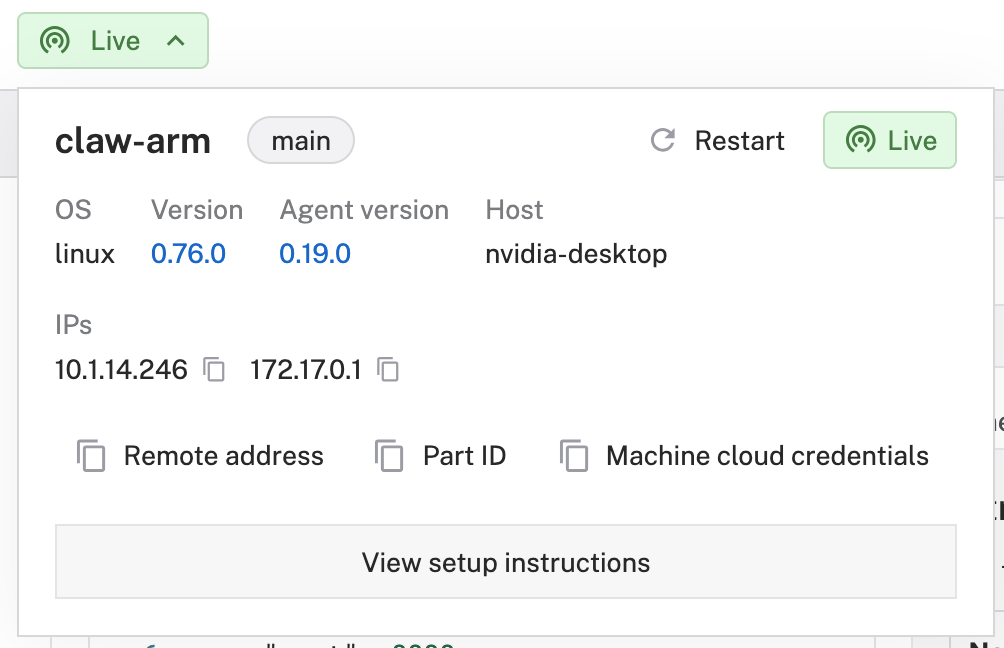 Live
claw-arm main Restart Live
OS Version Agent version Host
linux 0.76.0 0.19.0 nvidia-desktop
IPs
10.1.14.246 172.17.0.1
Remote address Part ID Machine cloud credentials
View setup instructions